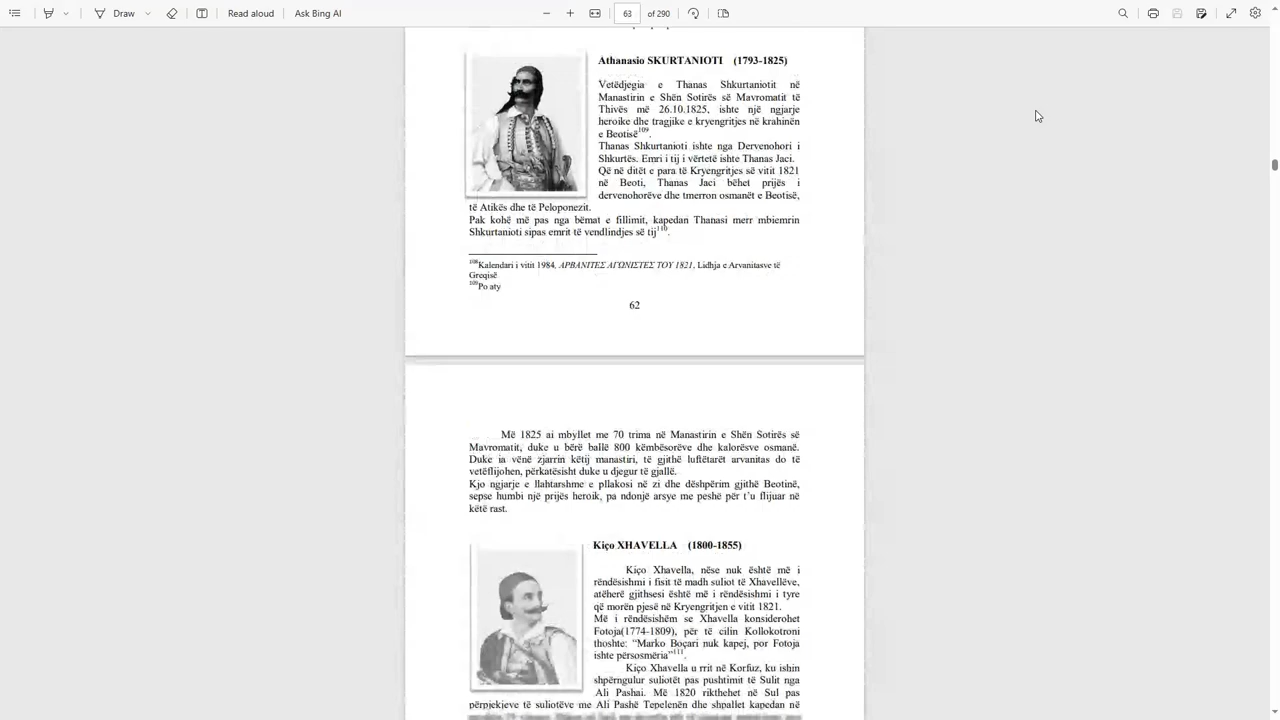 Draw
Read aloud
Ask Bing AI
63
of 290
Athanasio SKURTANIOTI (1793-1825)
Vetëdjegia e Thanas Shkurtaniotit në
Manastirin e Shën Sotirës së Mavromatit të
Thivës më 26.10.1825, ishte një ngjarje
heroike dhe tragjike e kryengritjes në krahinën
e Beotisë109.
Thanas Shkurtanioti ishte nga Dervenohori i
Shkurtës. Emri i tij i vërtetë ishte Thanas Jaci.
Që në ditët e para të Kryengritjes së vitit 1821
në Beoti, Thanas Jaci bëhet prijës i
dervenohorëve dhe tmerron osmanët e Beotisë,
të Atikës dhe të Peloponezit.
Pak kohë më pas nga bëmat e fillimit, kapedan Thanasi merr mbiemrin
Shkurtanioti sipas emrit të vendlindjes së tij110.
108Kalendari i vitit 1984, ΑΡΒΑΝΙΤΕΣ ΑΓΩΝΙΣΤΕΣ ΤΟΥ 1821, Lidhja e Arvanitasve të
Greqisë
109Po aty
62
Më 1825 ai mbyllet me 70 trima në Manastirin e Shën Sotirës së
Mavromatit, duke u bërë ballë 800 këmbësorëve dhe kalorësve osmanë.
Duke ia vënë zjarrin këtij manastiri, të gjithë luftëtarët arvanitas do të
vetëflijohen, përkatësisht duke u djegur të gjallë.
Kjo ngjarje e llahtarshme e pllakosi në zi dhe dëshpërim gjithë Beotinë,
sepse humbi një prijës heroik, pa ndonjë arsye me peshë për t'u flijuar në
këtë rast.
Kiço XHAVELLA (1800-1855)
Kiço Xhavella, nëse nuk është më i
rëndësishmi i fisit të madh suliot të Xhavellëve,
atëherë gjithsesi është më i rëndësishmi i tyre
që morën pjesë në Kryengritjen e vitit 1821.
Më i rëndësishëm se Xhavella konsiderohet
Fotoja(1774-1809), për të cilin Kollokotroni
thoshte: "Marko Boçari nuk kapej, por Fotoja
ishte përsosmëria"111.
Kiço Xhavella u rrit në Korfuz, ku ishin
shpërngulur suliotët pas pushtimit të Sulit nga
Ali Pashai. Më 1820 rikthehet në Sul pas
përpjekjeve të suliotëve me Ali Pashë Tepelenën dhe shpallet kapedan në